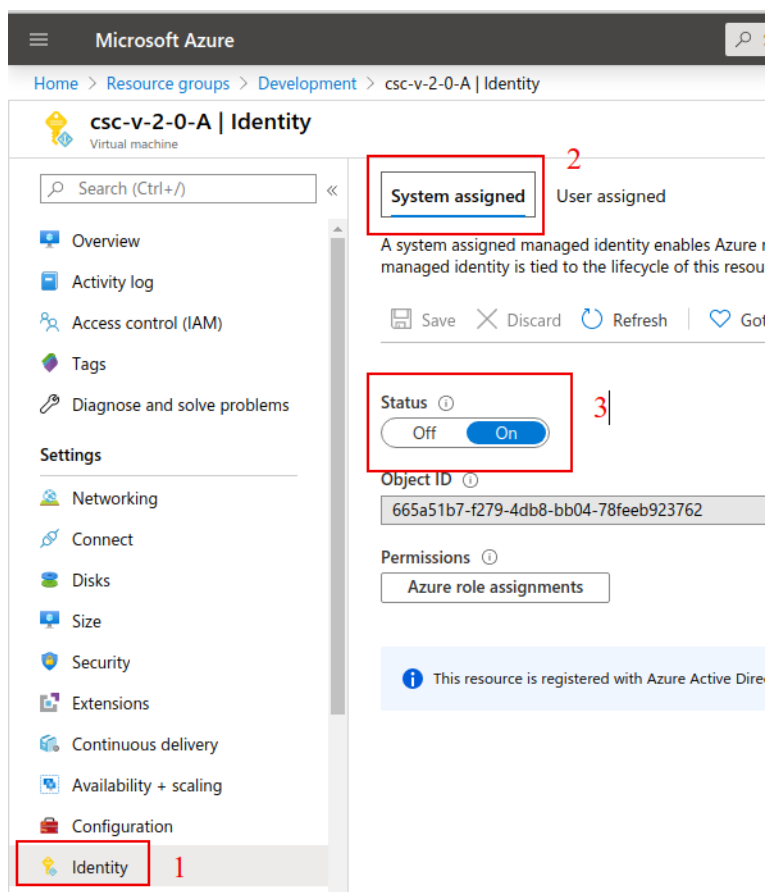 Microsoft Azure
Home > Resource groups > Development > csc-v-2-0-A | Identity
csc-v-2-0-A | Identity
Virtual machine
Search (Ctrl+/)
«
Overview
Activity log
Access control (IAM)
Tags
Diagnose and solve problems
Settings
Networking
Connect
Disks
Size
Security
Extensions
Continuous delivery
Availability + scaling
Configuration
Identity 1
2
System assigned User assigned
A system assigned managed identity enables Azure
managed identity is tied to the lifecycle of this
Save Discard Refresh
Status
3
Off On
Object ID
665a51b7-f279-4db8-bb04-78feeb923762
Permissions
Azure role assignments
This resource is registered with Azure Active